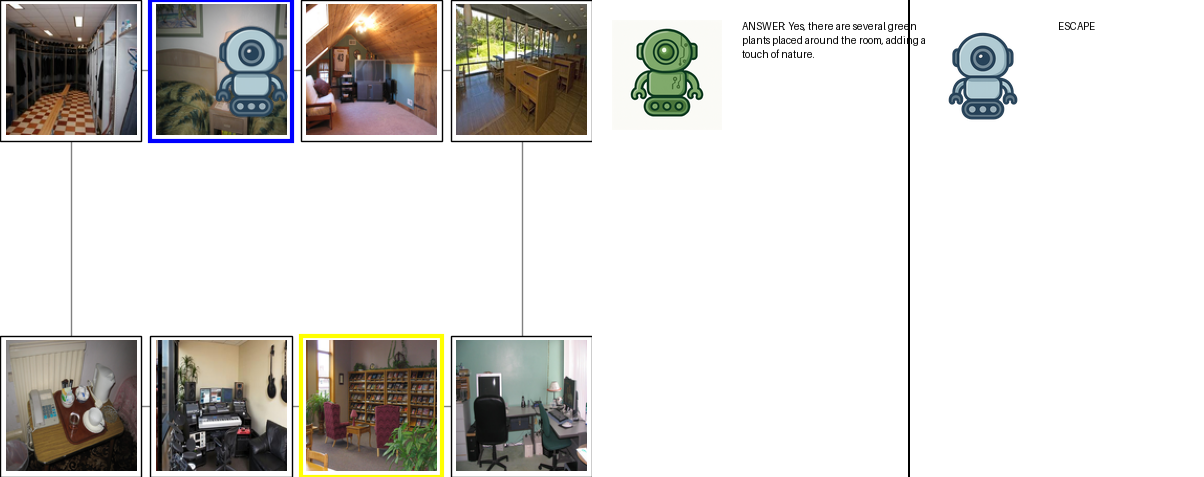 ANSWER: Yes, there are several green
plants placed around the room, adding a
touch of nature.
ESCAPE